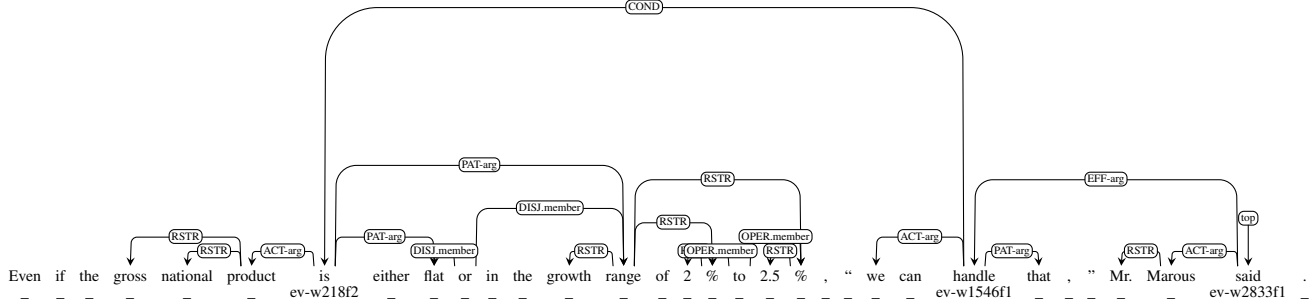 COND
PAT-arg
RSTR
EFF-arg
DISJ.member
top
RSTR
RSTR PAT-arg OPER.member ACT-arg
RSTR ACT-arg DISJ.member RSTR OPER.member RSTR PAT-arg RSTR ACT-arg
Even if the gross national product is either flat or in the growth range of 2 % to 2.5 % , “ we can handle that , ” Mr. Marous said .
_ _ _ _ _ _ ev-w218f2 _ _ _ _ _ _ _ _ _ _ _ _ _ _ _ _ _ ev-w1546f1 _ _ _ _ _ ev-w2833f1 _